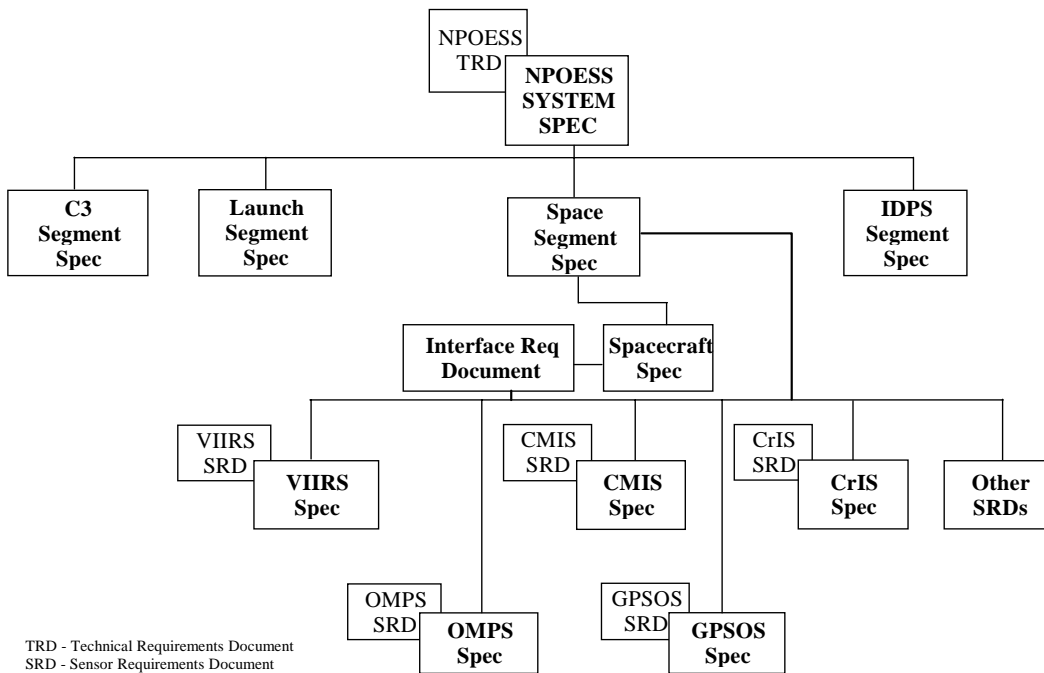 NPOESS
TRD
NPOESS
SYSTEM
SPEC
C3
Segment
Spec
Launch
Segment
Spec
Space
Segment
Spec
IDPS
Segment
Spec
Interface Req
Document
Spacecraft
Spec
VIIRS
SRD
VIIRS
Spec
CMIS
SRD
CMIS
Spec
CrIS
SRD
CrIS
Spec
Other
SRDs
OMPS
SRD
OMPS
Spec
GPSOS
SRD
GPSOS
Spec
TRD - Technical Requirements Document
SRD - Sensor Requirements Document